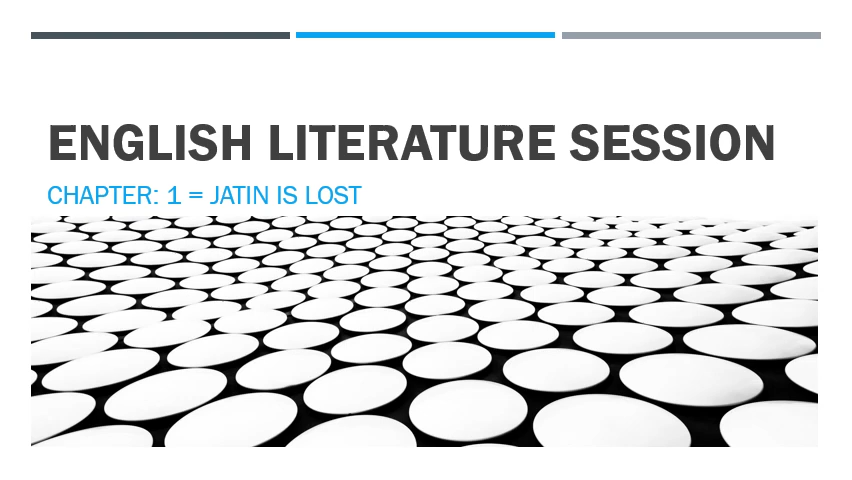 ENGLISH LITERATURE SESSION
CHAPTER: 1 = JATIN IS LOST